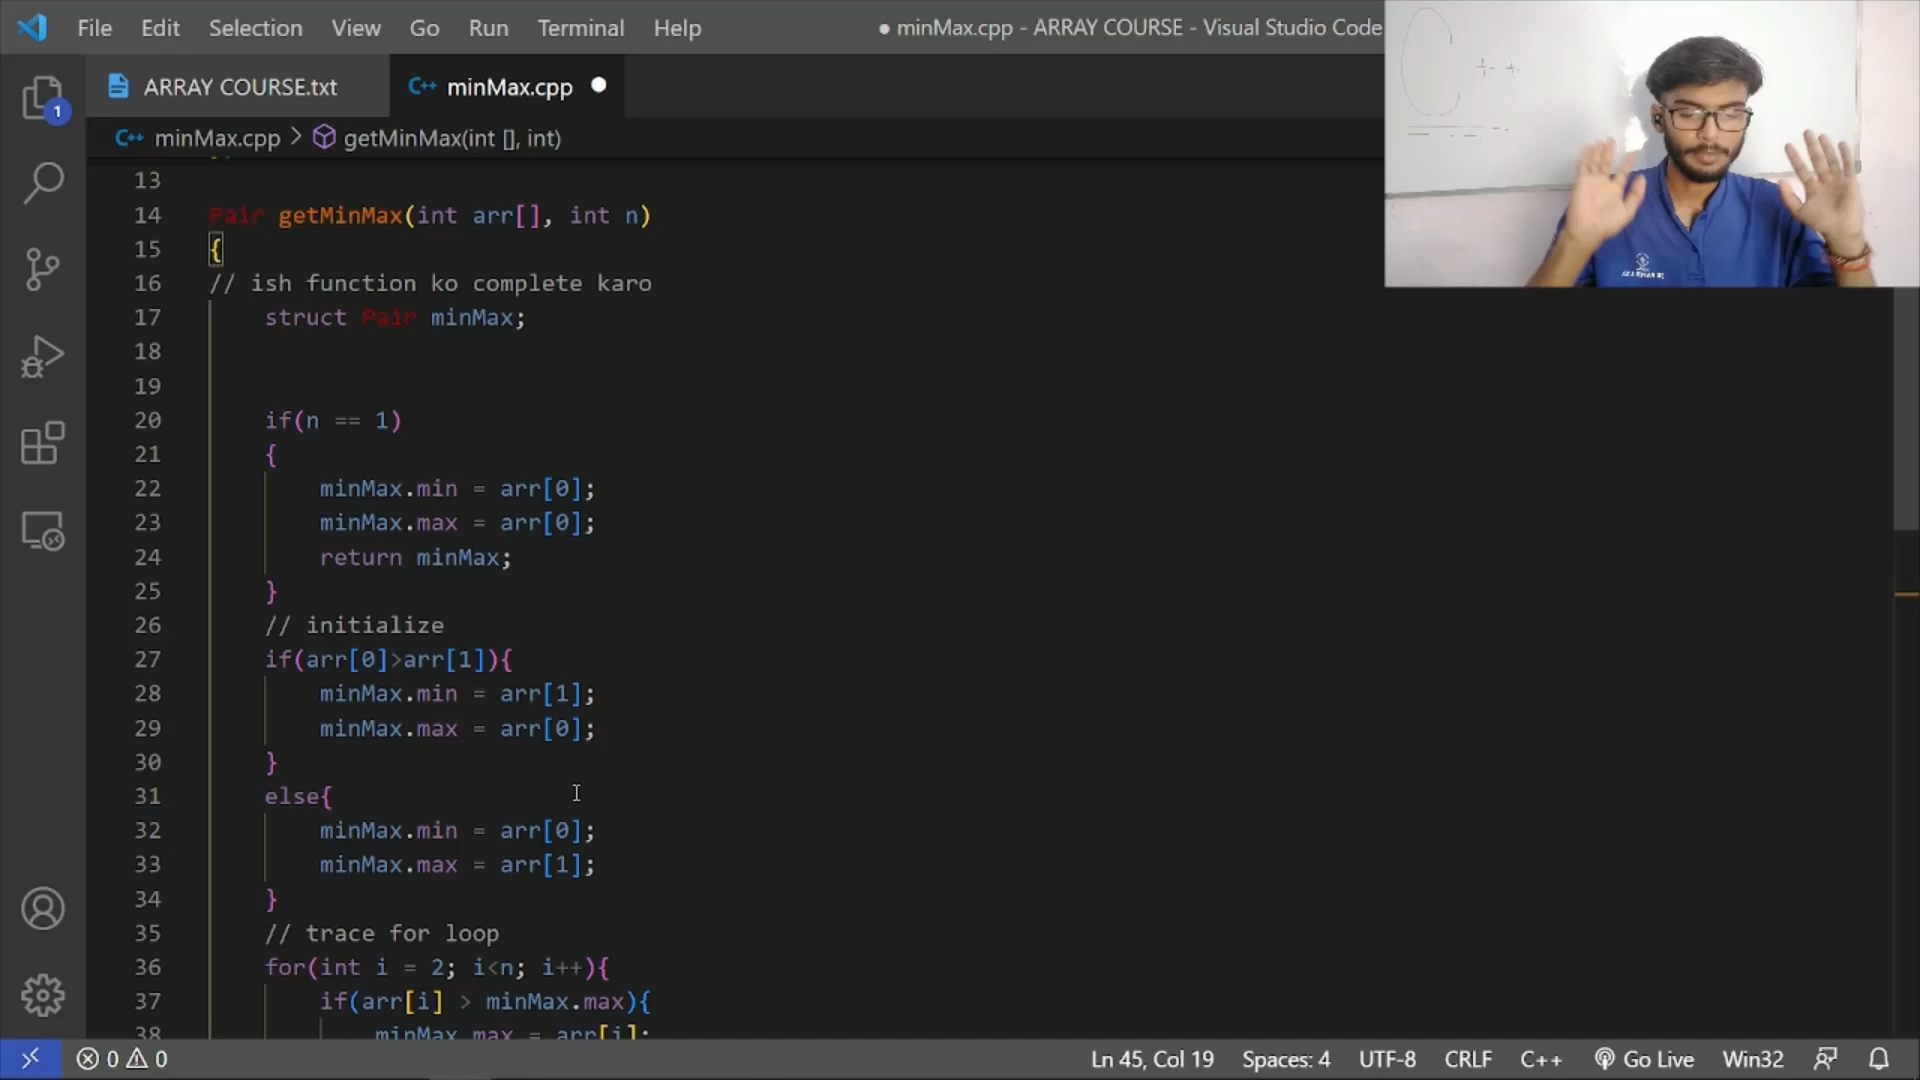 File Edit Selection View Go Run Terminal Help
● minMax.cpp - ARRAY COURSE - Visual Studio Code
ARRAY COURSE.txt
C++ minMax.cpp
C++ minMax.cpp > getMinMax(int [], int)
1
C++
13
14 Pair getMinMax(int arr[], int n)
15 {
16 // ish function ko complete karo
17 struct Pair minMax;
18
19
20 if(n == 1)
21 {
22 minMax.min = arr[0];
23 minMax.max = arr[0];
24 return minMax;
25 }
26 // initialize
27 if(arr[0]>arr[1]){
28 minMax.min = arr[1];
29 minMax.max = arr[0];
30 }
31 else{
32 minMax.min = arr[0];
33 minMax.max = arr[1];
34 }
35 // trace for loop
36 for(int i = 2; i<n; i++){
37 if(arr[i] > minMax.max){
38 minMax.max = arr[i];
0 0 Ln 45, Col 19 Spaces: 4 UTF-8 CRLF C++ Go Live Win32